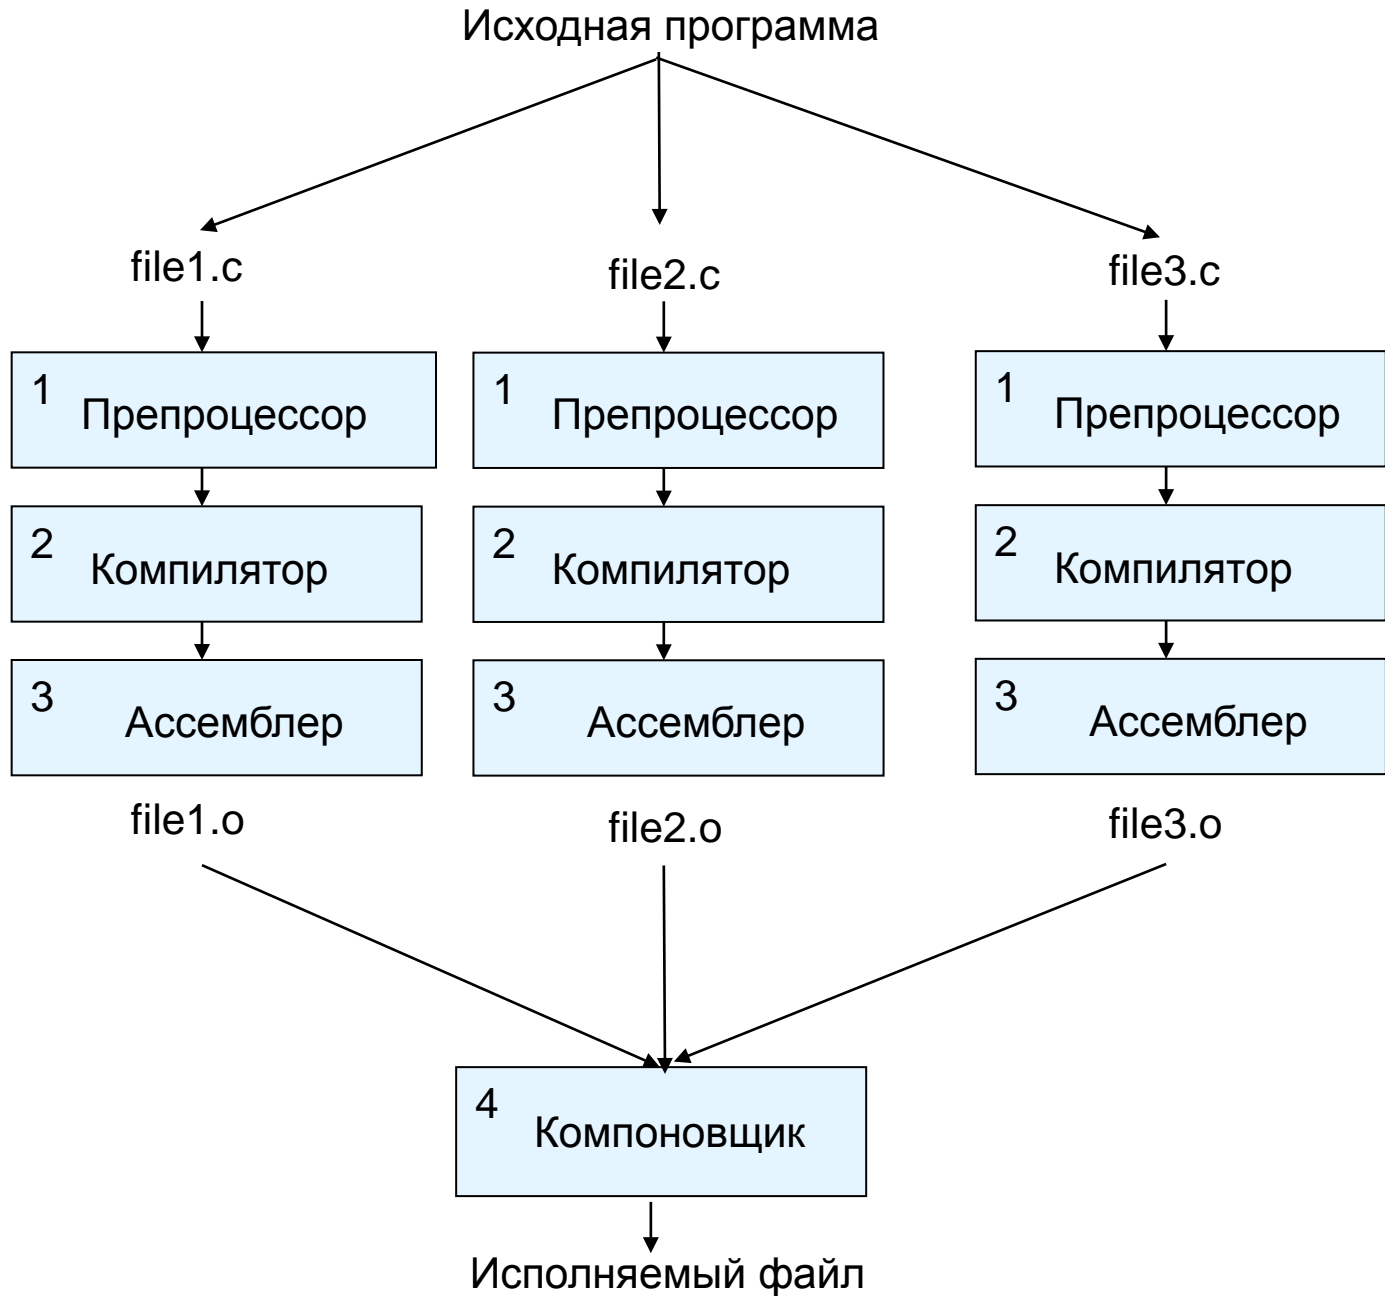 Исходная программа
file1.c
file2.c
file3.c
1
Препроцессор
1
Препроцессор
1
Препроцессор
2
Компилятор
2
Компилятор
2
Компилятор
3
Ассемблер
3
Ассемблер
3
Ассемблер
file1.o
file2.o
file3.o
4
Компоновщик
Исполняемый файл